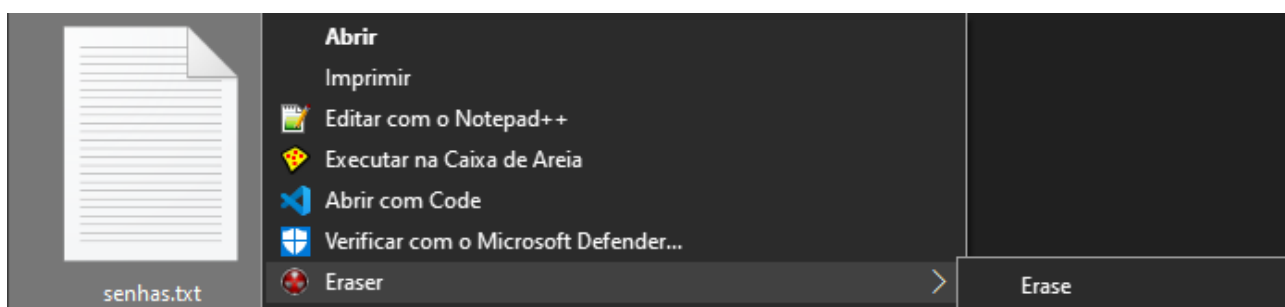 Abrir
Imprimir
Editar com o Notepad++
Executar na Caixa de Areia
Abrir com Code
Verificar com o Microsoft Defender...
senhas.txt
Eraser
Erase